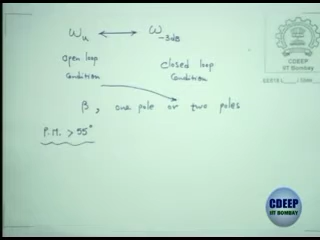 ωu ⟷ ω-3dB
open loop condition
closed loop condition
β, one pole or two poles
P.M. > 55°
CDEEP
IIT BOMBAY
CDEEP
IIT BOMBAY